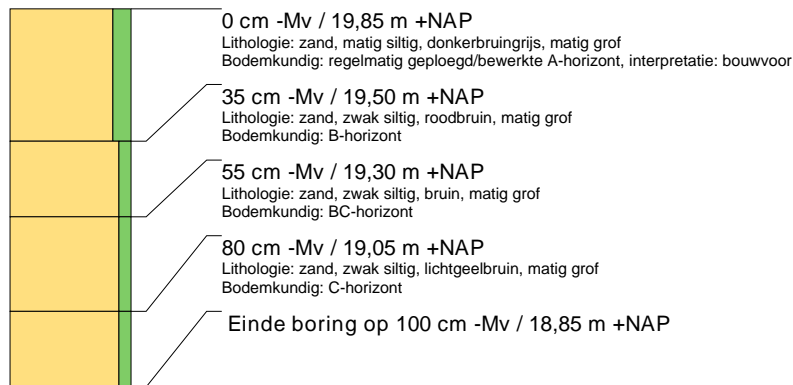 0 cm -Mv / 19,85 m +NAP
Lithologie: zand, matig siltig, donkerbruingrijs, matig grof
Bodemkundig: regelmatig geploegd/bewerkte A-horizont, interpretatie: bouwvoor
35 cm -Mv / 19,50 m +NAP
Lithologie: zand, zwak siltig, roodbruin, matig grof
Bodemkundig: B-horizont
55 cm -Mv / 19,30 m +NAP
Lithologie: zand, zwak siltig, bruin, matig grof
Bodemkundig: BC-horizont
80 cm -Mv / 19,05 m +NAP
Lithologie: zand, zwak siltig, lichtgeelbruin, matig grof
Bodemkundig: C-horizont
Einde boring op 100 cm -Mv / 18,85 m +NAP